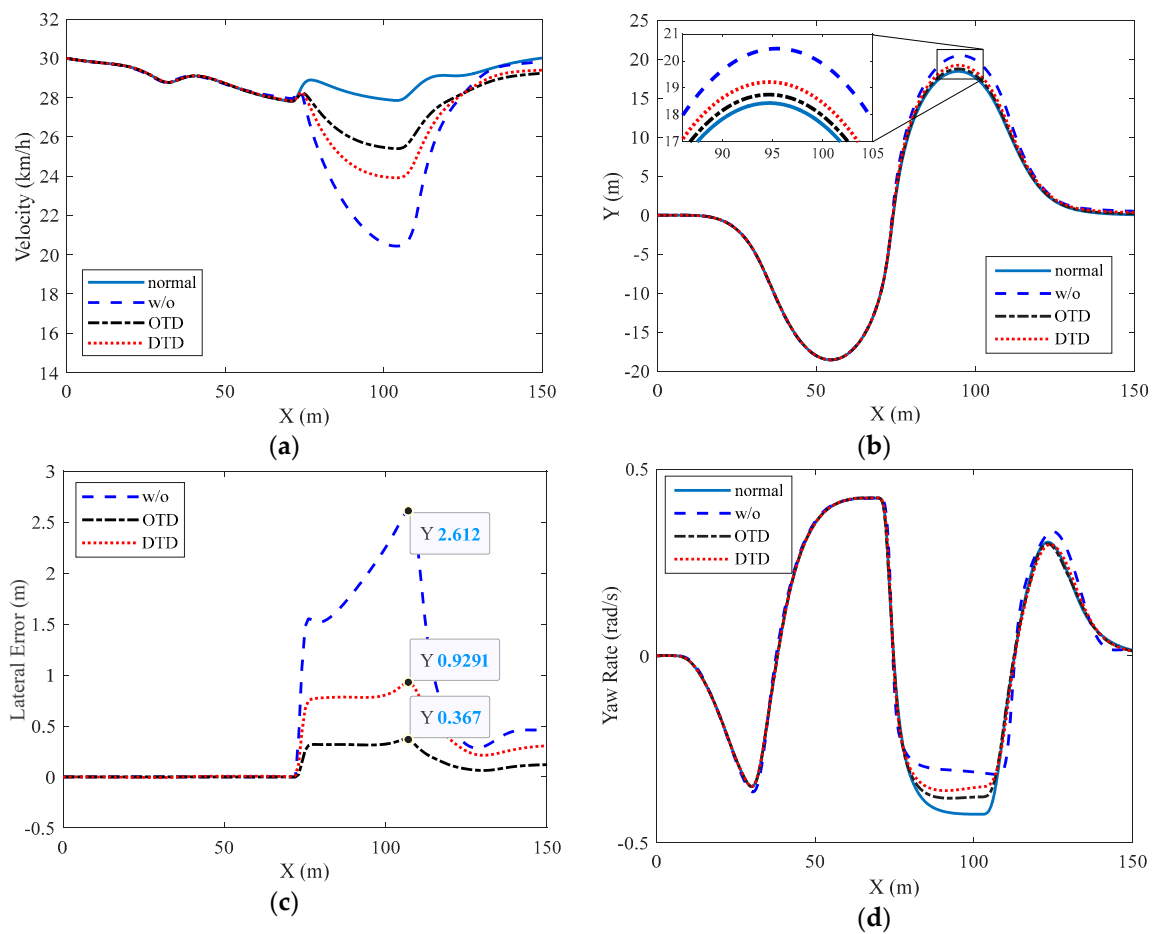 32
30
28
26
24
22
20
18
16
14
Velocity (km/h)
normal
w/o
OTD
DTD
0
50
100
150
X (m)
(a)
25
20
15
10
5
0
-5
-10
-15
-20
Y (m)
21
20
19
18
17
90
95
100
105
normal
w/o
OTD
DTD
0
50
100
150
X (m)
(b)
3
2.5
2
1.5
1
0.5
0
-0.5
Lateral Error (m)
w/o
OTD
DTD
Y 2.612
Y 0.9291
Y 0.367
0
50
100
150
X (m)
(c)
0.5
0
-0.5
Yaw Rate (rad/s)
normal
w/o
OTD
DTD
0
50
100
150
X (m)
(d)